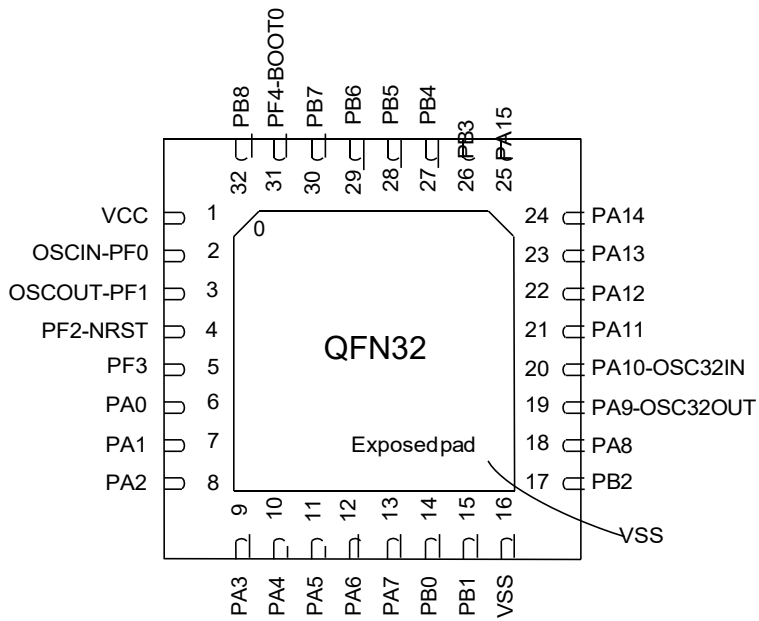 PB8
PF4-BOOT0
PB7
PB6
PB5
PB4
PB3
PA15
32
31
30
29
28
27
26
25
VCC 1
0
24 PA14
OSCIN-PF0 2
23 PA13
OSCOUT-PF1 3
22 PA12
PF2-NRST 4
QFN32
21 PA11
PF3 5
20 PA10-OSC32IN
PA0 6
19 PA9-OSC32OUT
PA1 7
Exposed pad
18 PA8
PA2 8
17 PB2
9
10
11
12
13
14
15
16
VSS
PA3
PA4
PA5
PA6
PA7
PB0
PB1
VSS